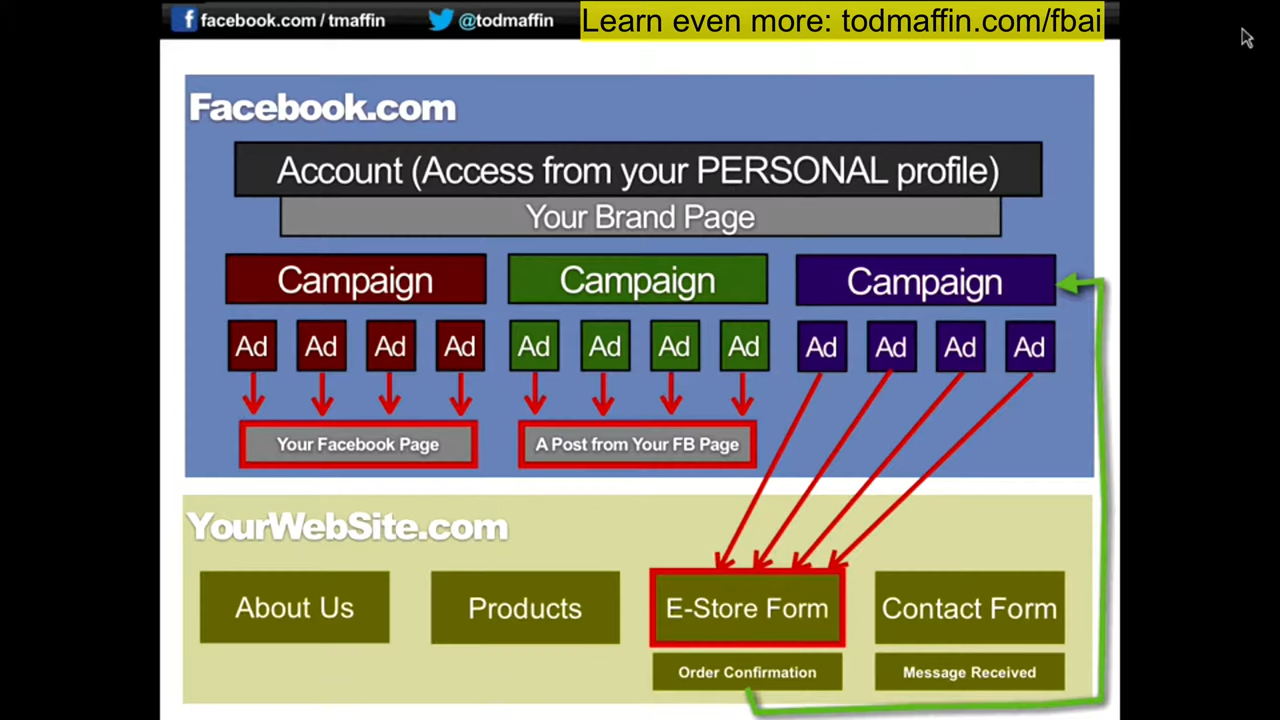 facebook.com / tmaffin @todmaffin Learn even more: todmaffin.com/fbai
Facebook.com
Account (Access from your PERSONAL profile)
Your Brand Page
Campaign Campaign Campaign
Ad Ad Ad Ad Ad Ad Ad Ad Ad Ad Ad Ad
Your Facebook Page A Post from Your FB Page
YourWebSite.com
About Us Products E-Store Form Contact Form
Order Confirmation Message Received